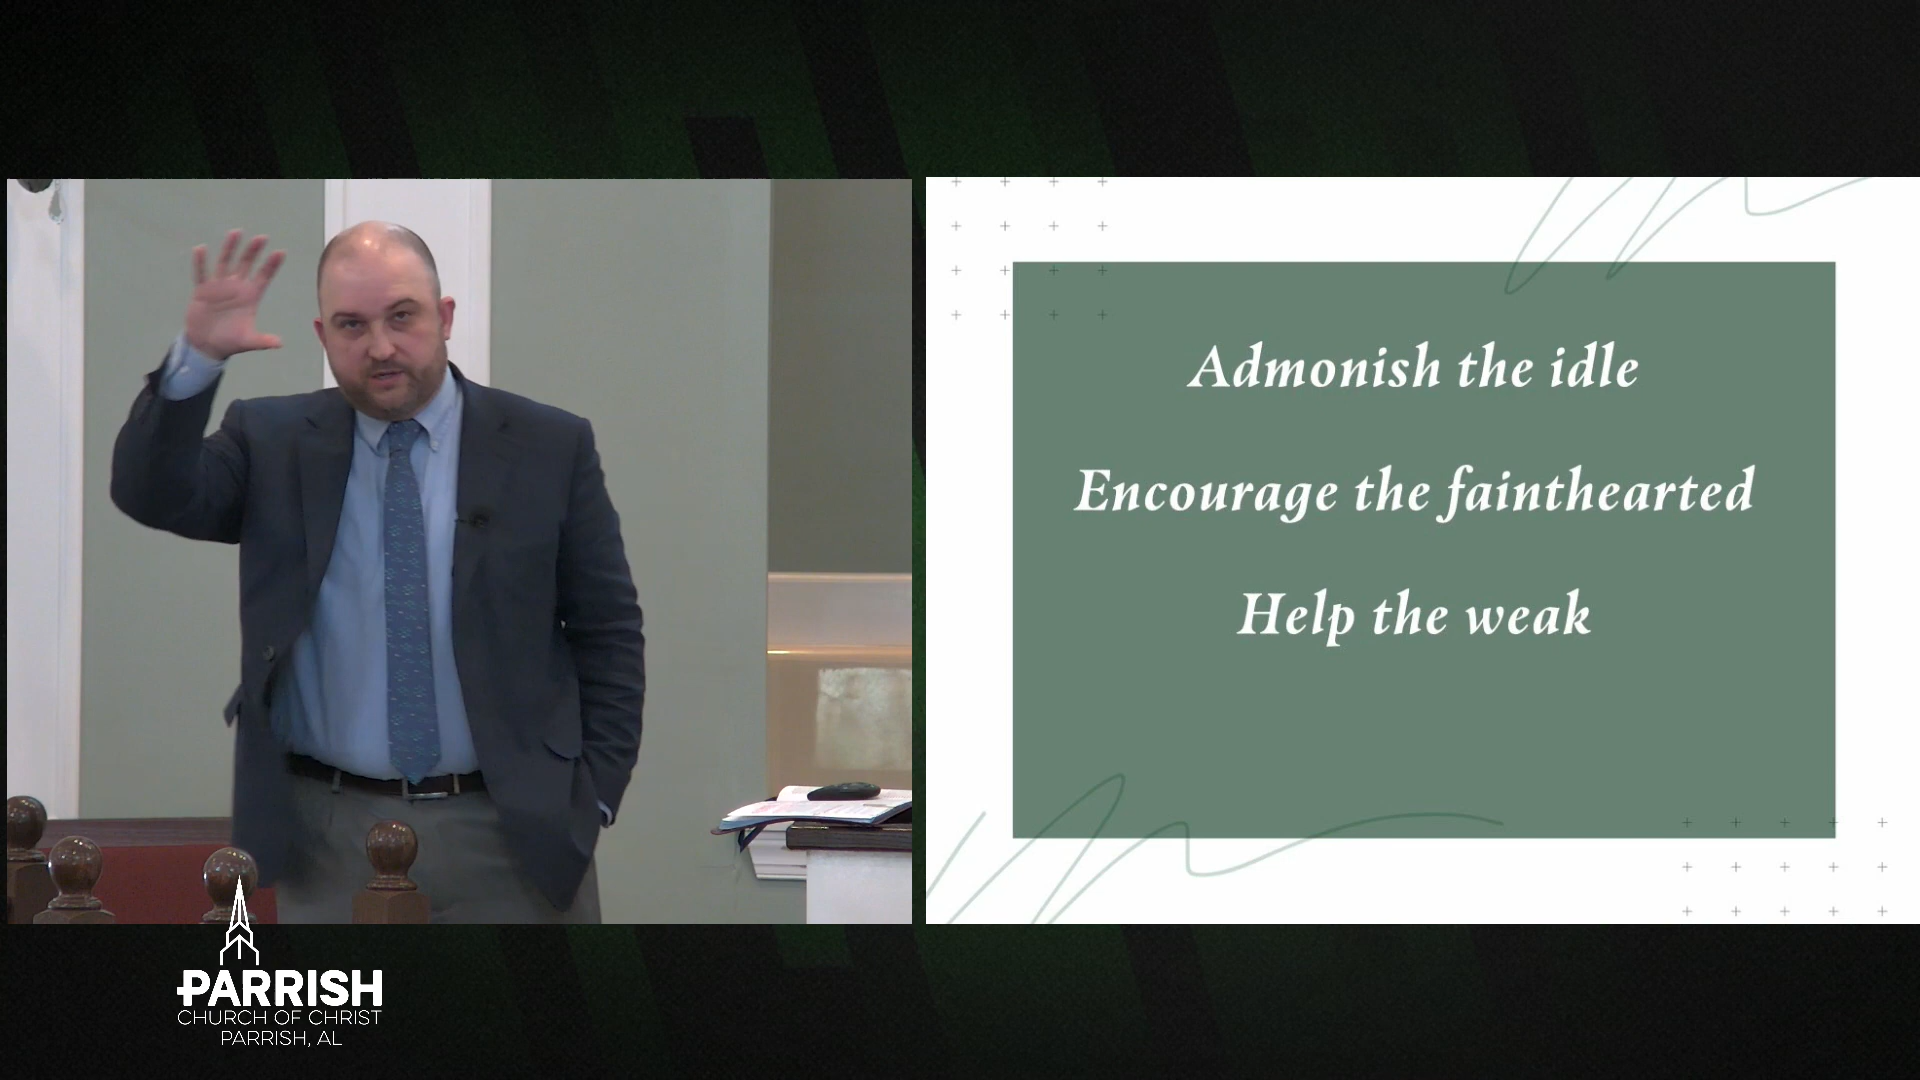 Admonish the idle
Encourage the fainthearted
Help the weak
PARRISH
CHURCH OF CHRIST
PARRISH, AL